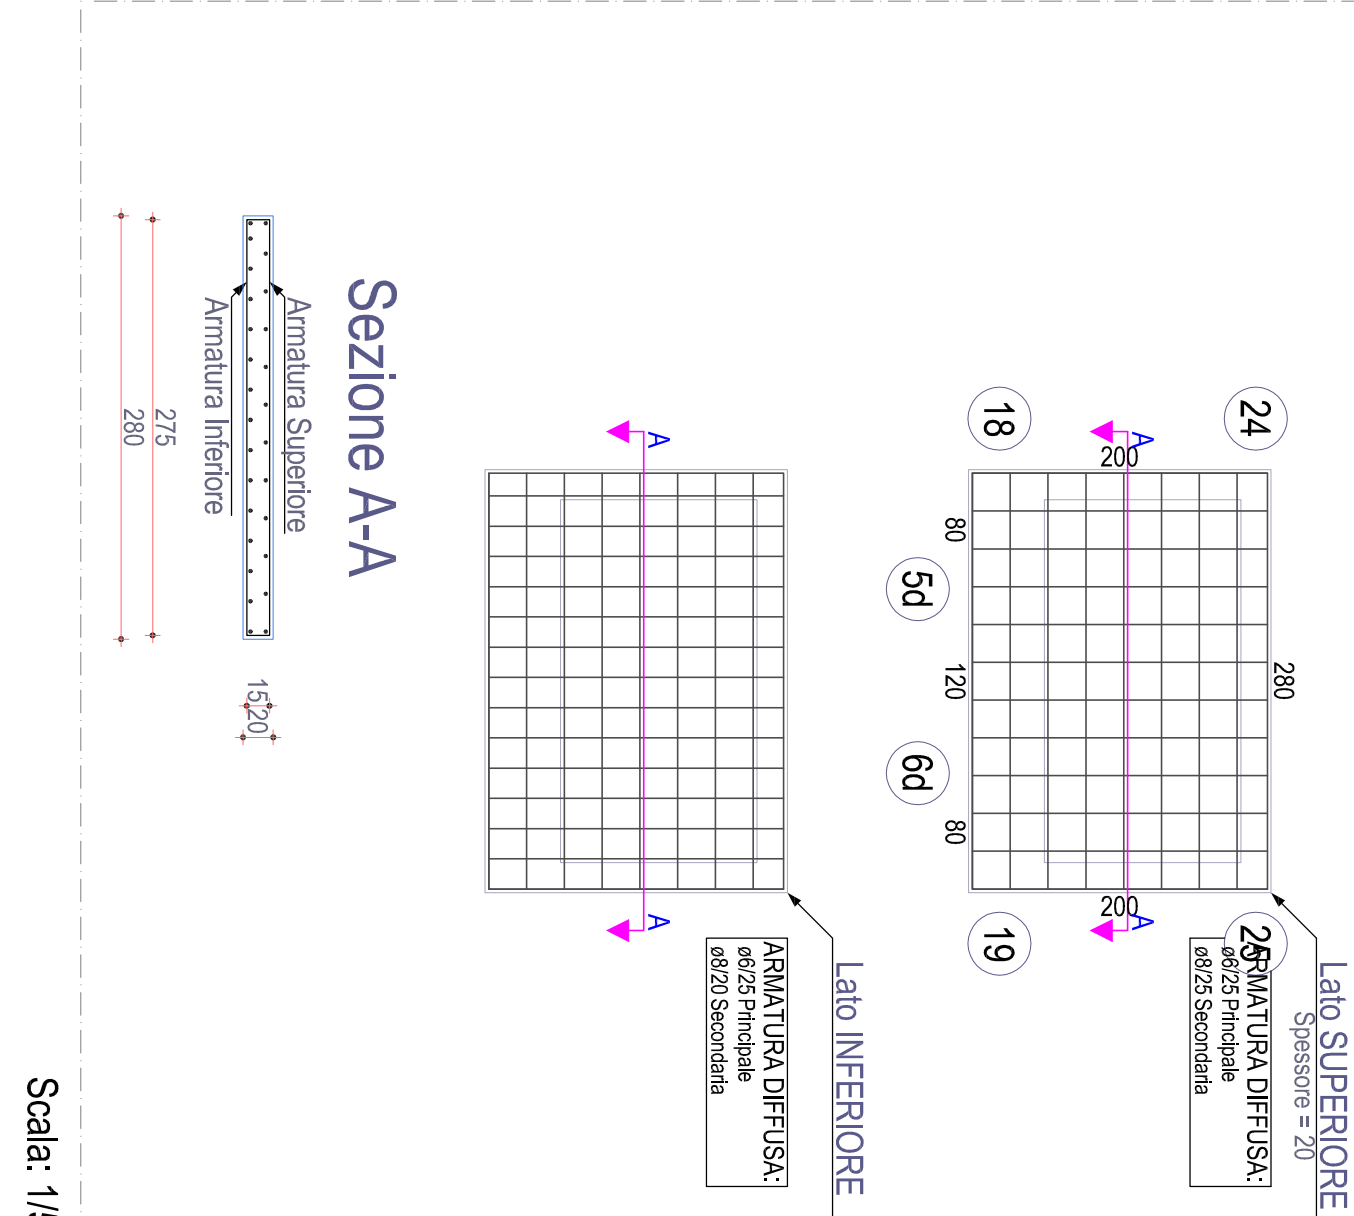 Lato SUPERIORE
Spessore = 20
24
25
18
19
280
200
200
80
120
80
5d
6d
A
A
ARMATURA DIFFUSA:
ø6/25 Principale
ø8/25 Secondaria
Lato INFERIORE
A
A
ARMATURA DIFFUSA:
ø6/25 Principale
ø8/20 Secondaria
Sezione A-A
Armatura Superiore
Armatura Inferiore
15
20
275
280
Scala: